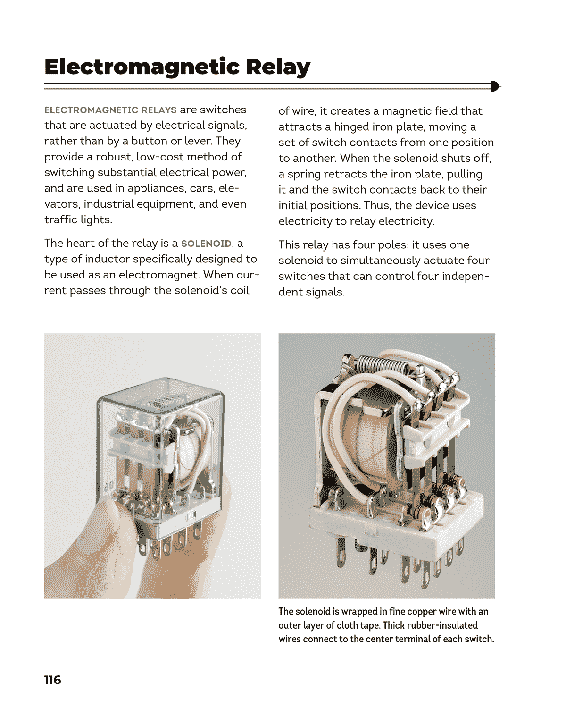 Electromagnetic Relay
ELECTROMAGNETIC RELAYS are switches
that are actuated by electrical signals,
rather than by a button or lever. They
provide a robust, low-cost method of
switching substantial electrical power,
and are used in appliances, cars, ele-
vators, industrial equipment, and even
traffic lights.
The heart of the relay is a SOLENOID, a
type of inductor specifically designed to
be used as an electromagnet. When cur-
rent passes through the solenoid's coil
of wire, it creates a magnetic field that
attracts a hinged iron plate, moving a
set of switch contacts from one position
to another. When the solenoid shuts off,
a spring retracts the iron plate, pulling
it and the switch contacts back to their
initial positions. Thus, the device uses
electricity to relay electricity.
This relay has four poles: it uses one
solenoid to simultaneously actuate four
switches that can control four indepen-
dent signals.
The solenoid is wrapped in fine copper wire with an
outer layer of cloth tape. Thick rubber-insulated
wires connect to the center terminal of each switch.
116